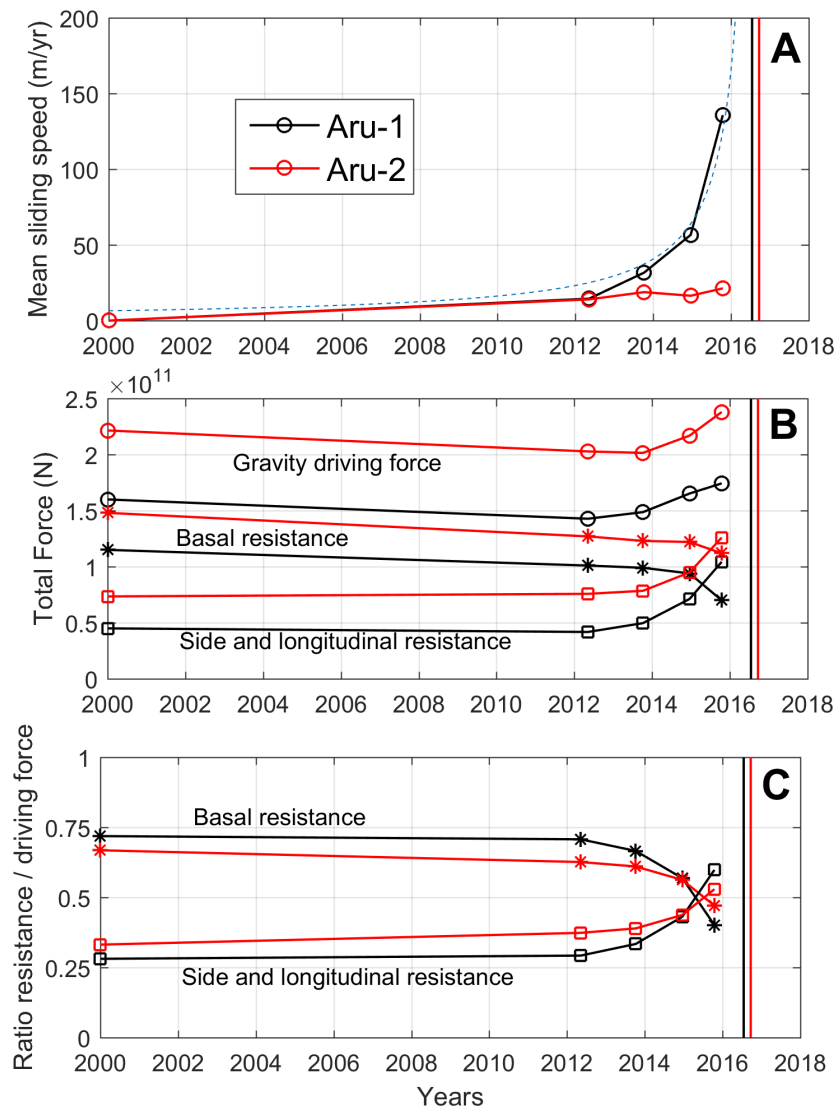 200
150
100
50
0
Mean sliding speed (m/yr)
A
Aru-1
Aru-2
2000 2002 2004 2006 2008 2010 2012 2014 2016 2018
×10^11
2.5
2
1.5
1
0.5
0
Total Force (N)
B
Gravity driving force
Basal resistance
Side and longitudinal resistance
2000 2002 2004 2006 2008 2010 2012 2014 2016 2018
1
0.75
0.5
0.25
0
Ratio resistance / driving force
C
Basal resistance
Side and longitudinal resistance
2000 2002 2004 2006 2008 2010 2012 2014 2016 2018
Years